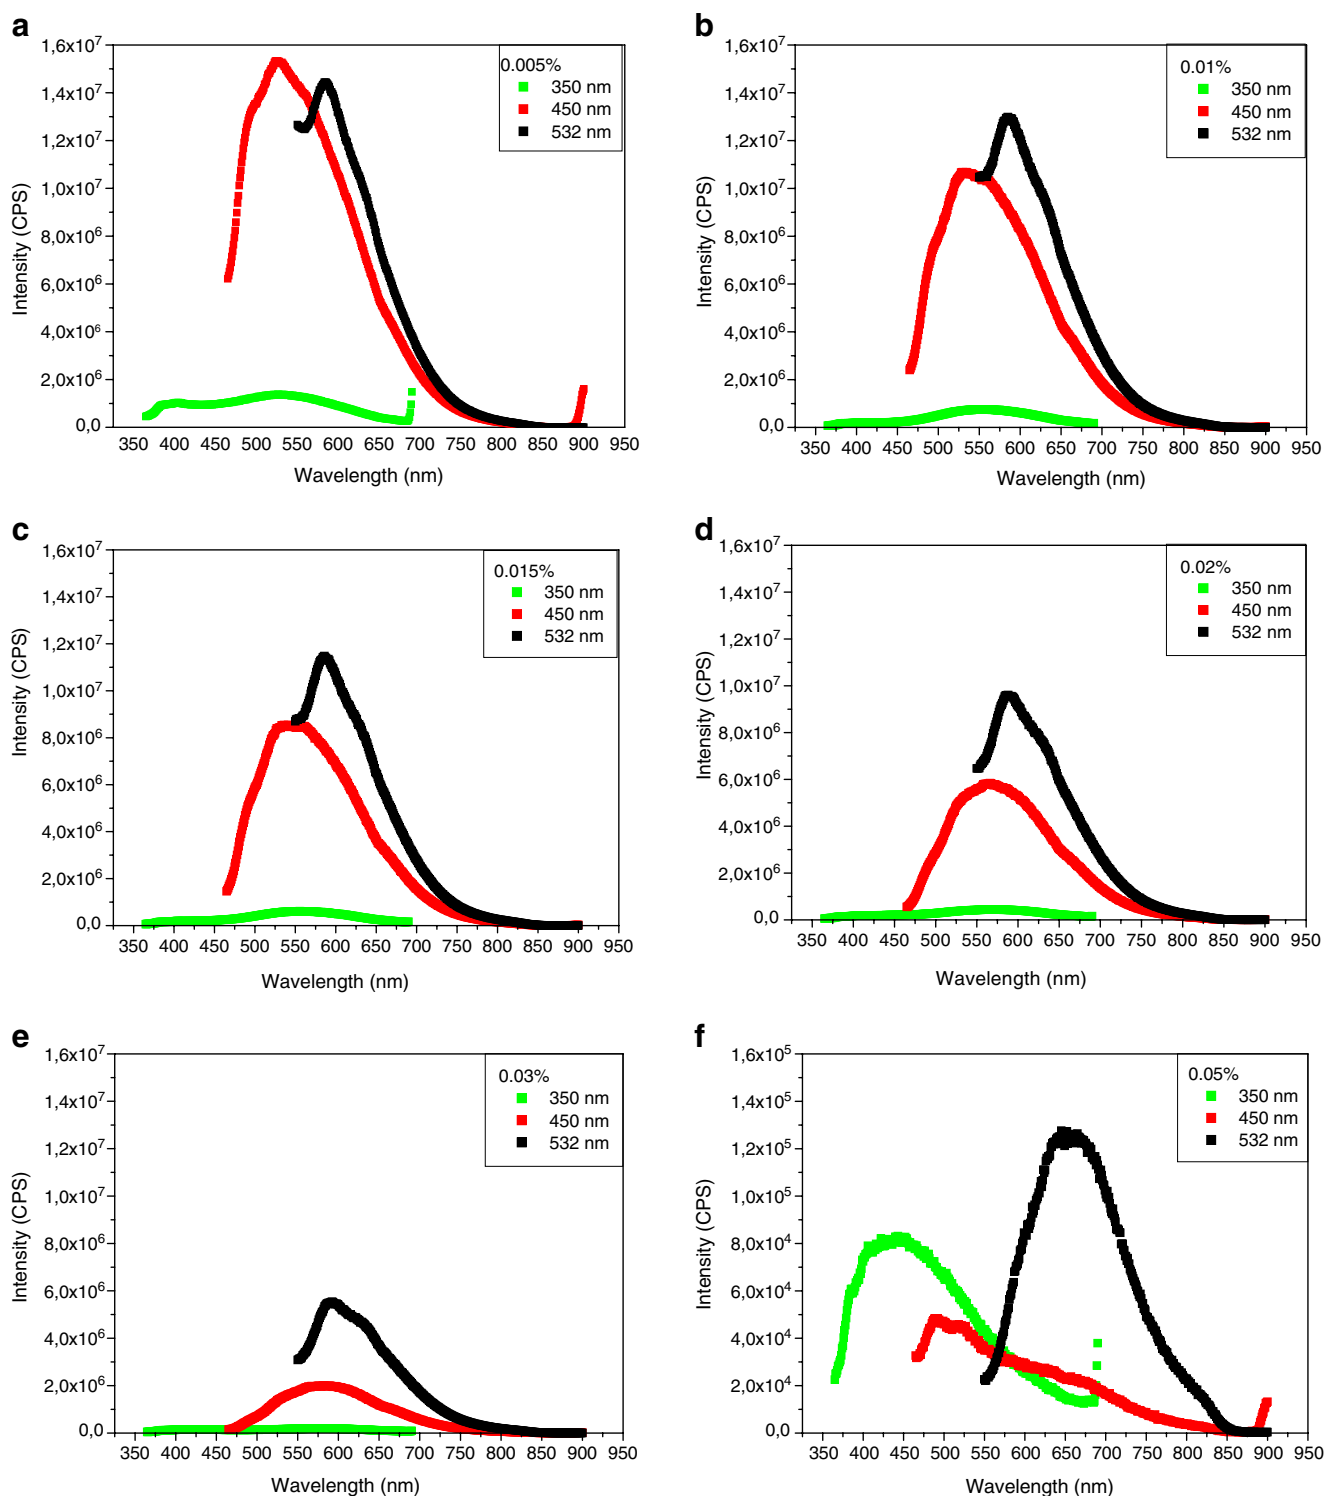 a
1,6x10⁷
1,4x10⁷
1,2x10⁷
1,0x10⁷
8,0x10⁶
6,0x10⁶
4,0x10⁶
2,0x10⁶
0,0
Intensity (CPS)
0.005%
350 nm
450 nm
532 nm
350 400 450 500 550 600 650 700 750 800 850 900 950
Wavelength (nm)
b
1,6x10⁷
1,4x10⁷
1,2x10⁷
1,0x10⁷
8,0x10⁶
6,0x10⁶
4,0x10⁶
2,0x10⁶
0,0
Intensity (CPS)
0.01%
350 nm
450 nm
532 nm
350 400 450 500 550 600 650 700 750 800 850 900 950
Wavelength (nm)
c
1,6x10⁷
1,4x10⁷
1,2x10⁷
1,0x10⁷
8,0x10⁶
6,0x10⁶
4,0x10⁶
2,0x10⁶
0,0
Intensity (CPS)
0.015%
350 nm
450 nm
532 nm
350 400 450 500 550 600 650 700 750 800 850 900 950
Wavelength (nm)
d
1,6x10⁷
1,4x10⁷
1,2x10⁷
1,0x10⁷
8,0x10⁶
6,0x10⁶
4,0x10⁶
2,0x10⁶
0,0
Intensity (CPS)
0.02%
350 nm
450 nm
532 nm
350 400 450 500 550 600 650 700 750 800 850 900 950
Wavelength (nm)
e
1,6x10⁷
1,4x10⁷
1,2x10⁷
1,0x10⁷
8,0x10⁶
6,0x10⁶
4,0x10⁶
2,0x10⁶
0,0
Intensity (CPS)
0.03%
350 nm
450 nm
532 nm
350 400 450 500 550 600 650 700 750 800 850 900 950
Wavelength (nm)
f
1,6x10⁵
1,4x10⁵
1,2x10⁵
1,0x10⁵
8,0x10⁴
6,0x10⁴
4,0x10⁴
2,0x10⁴
0,0
Intensity (CPS)
0.05%
350 nm
450 nm
532 nm
350 400 450 500 550 600 650 700 750 800 850 900 950
Wavelength (nm)